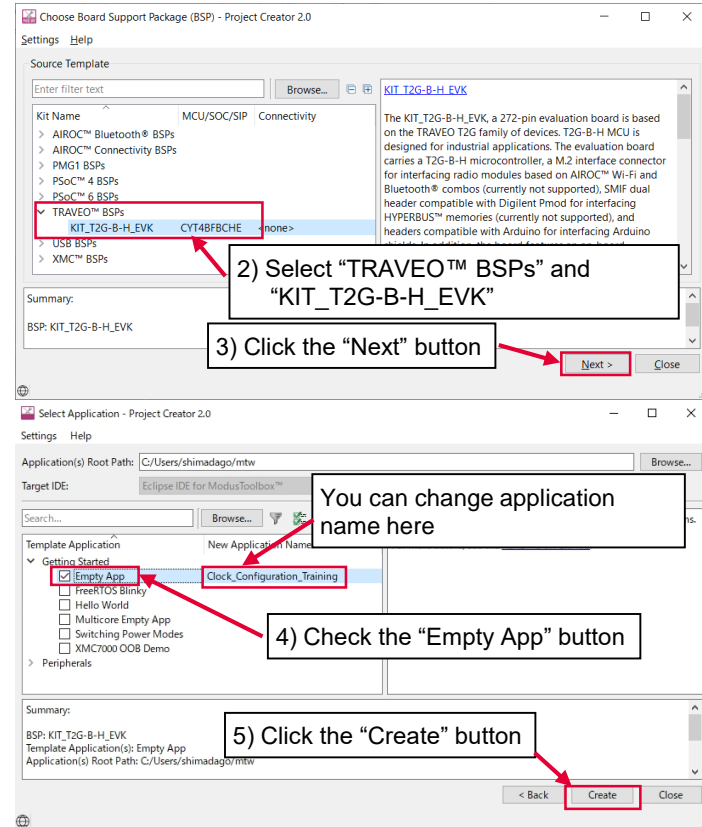 Choose Board Support Package (BSP) - Project Creator 2.0
Settings Help
Source Template
Enter filter text
Browse...
KIT_T2G-B-H_EVK
Kit Name MCU/SOC/SIP Connectivity
AIROC™ Bluetooth® BSPs
AIROC™ Connectivity BSPs
PMG1 BSPs
PSoC™ 4 BSPs
PSoC™ 6 BSPs
TRAVEO™ BSPs
KIT_T2G-B-H_EVK CYT4BFBCHE <none>
USB BSPs
XMC™ BSPs
The KIT_T2G-B-H_EVK, a 272-pin evaluation board is based
on the TRAVEO T2G family of devices. T2G-B-H MCU is
designed for industrial applications. The evaluation board
carries a T2G-B-H microcontroller, a M.2 interface connector
for interfacing radio modules based on AIROC™ Wi-Fi and
Bluetooth® combos (currently not supported), SMIF dual
header compatible with Digilent Pmod for interfacing
HYPERBUS™ memories (currently not supported), and
headers compatible with Arduino for interfacing Arduino
2) Select “TRAVEO™ BSPs” and
“KIT_T2G-B-H_EVK”
Summary:
BSP: KIT_T2G-B-H_EVK
3) Click the “Next” button
Next >
Close
Select Application - Project Creator 2.0
Settings Help
Application(s) Root Path: C:/Users/shimadago/mtw
Browse...
Target IDE: Eclipse IDE for ModusToolbox™
You can change application
name here
Search...
Browse...
Template Application New Application Name
Getting Started
Empty App Clock_Configuration_Training
FreeRTOS Blinky
Hello World
Multicore Empty App
Switching Power Modes
XMC7000 OOB Demo
Peripherals
4) Check the “Empty App” button
Summary:
BSP: KIT_T2G-B-H_EVK
Template Application(s): Empty App
Application(s) Root Path: C:/Users/shimadago/mtw
5) Click the “Create” button
< Back
Create
Close